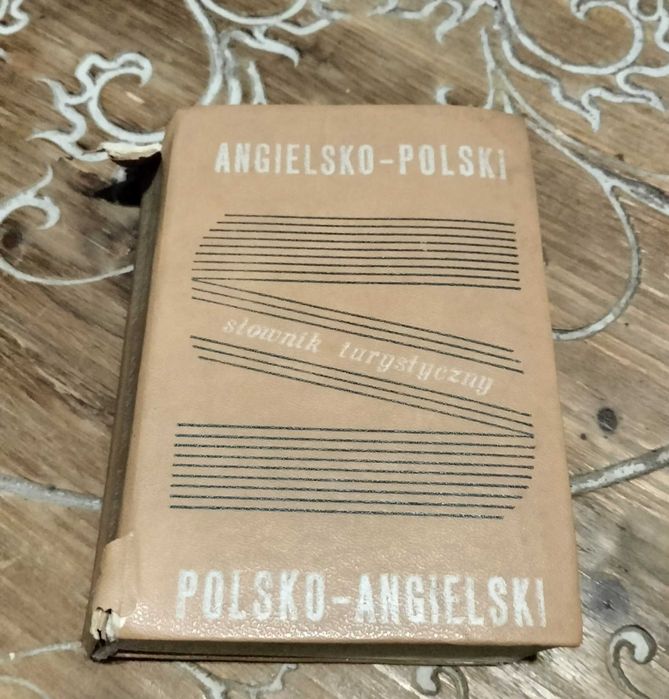 ANGIELSKO-POLSKI
słownik turystyczny
POLSKO-ANGIELSKI